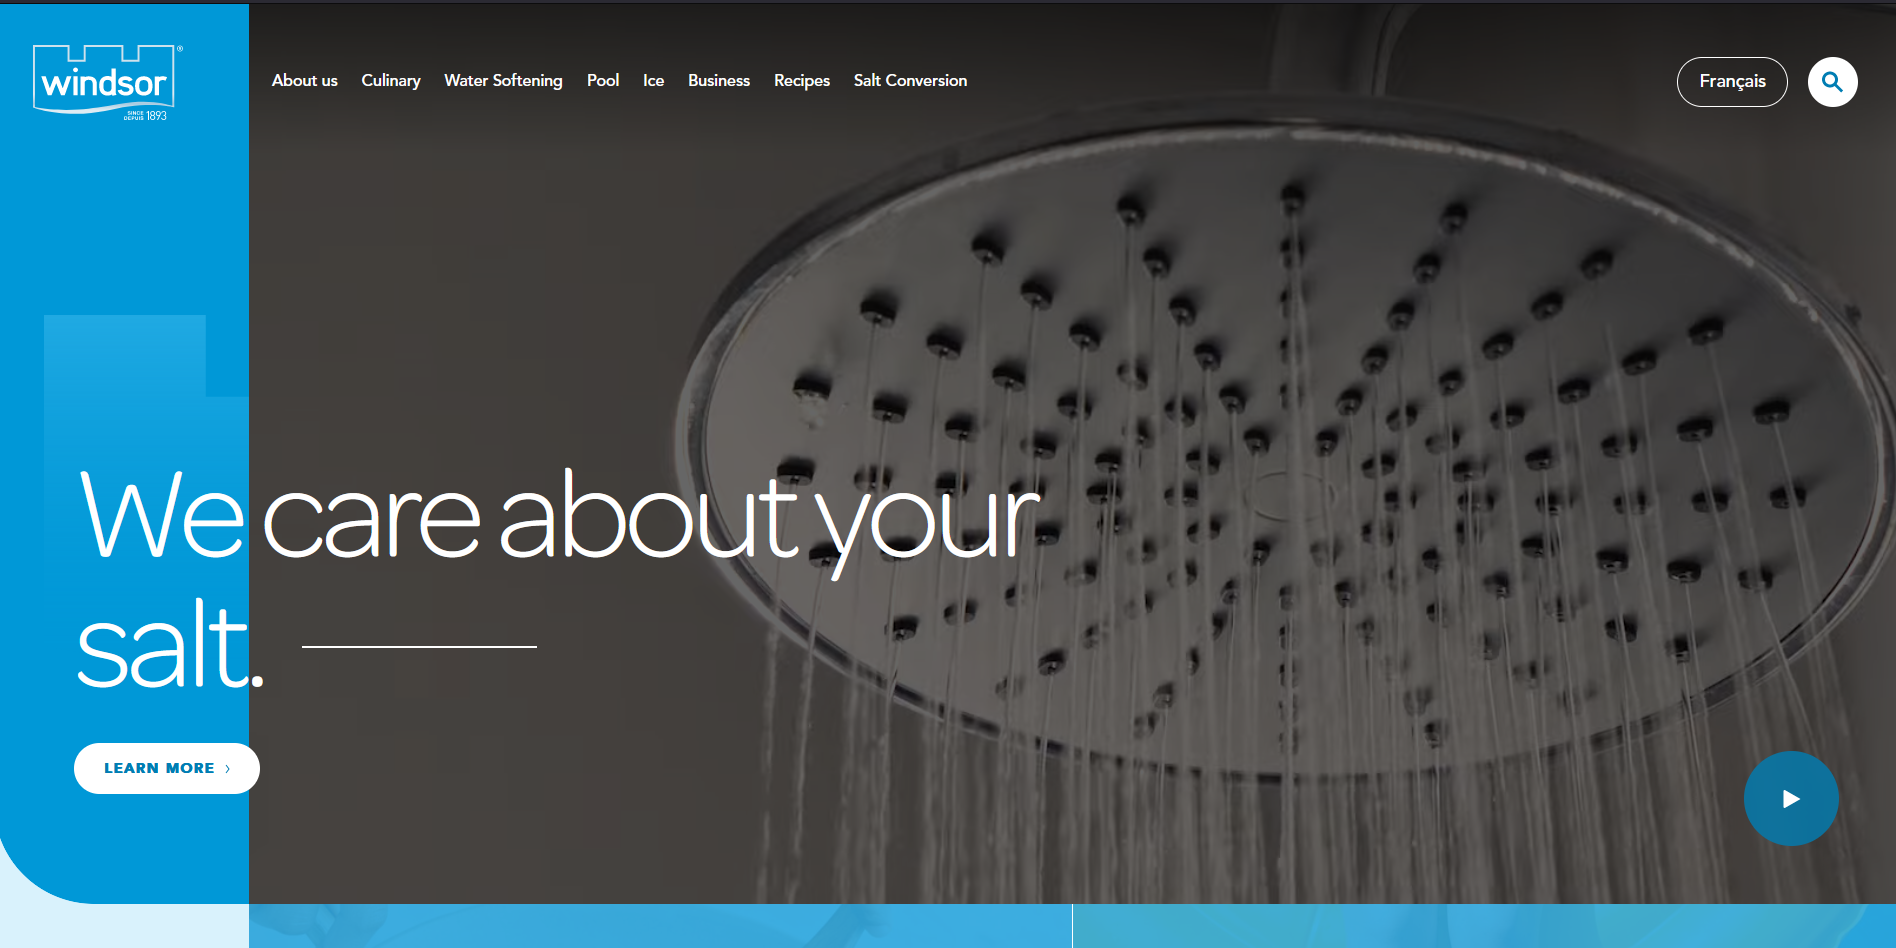 windsor®
SINCE
DEPUIS 1893
About us Culinary Water Softening Pool Ice Business Recipes Salt Conversion
Français
We care about your
salt.
LEARN MORE ›